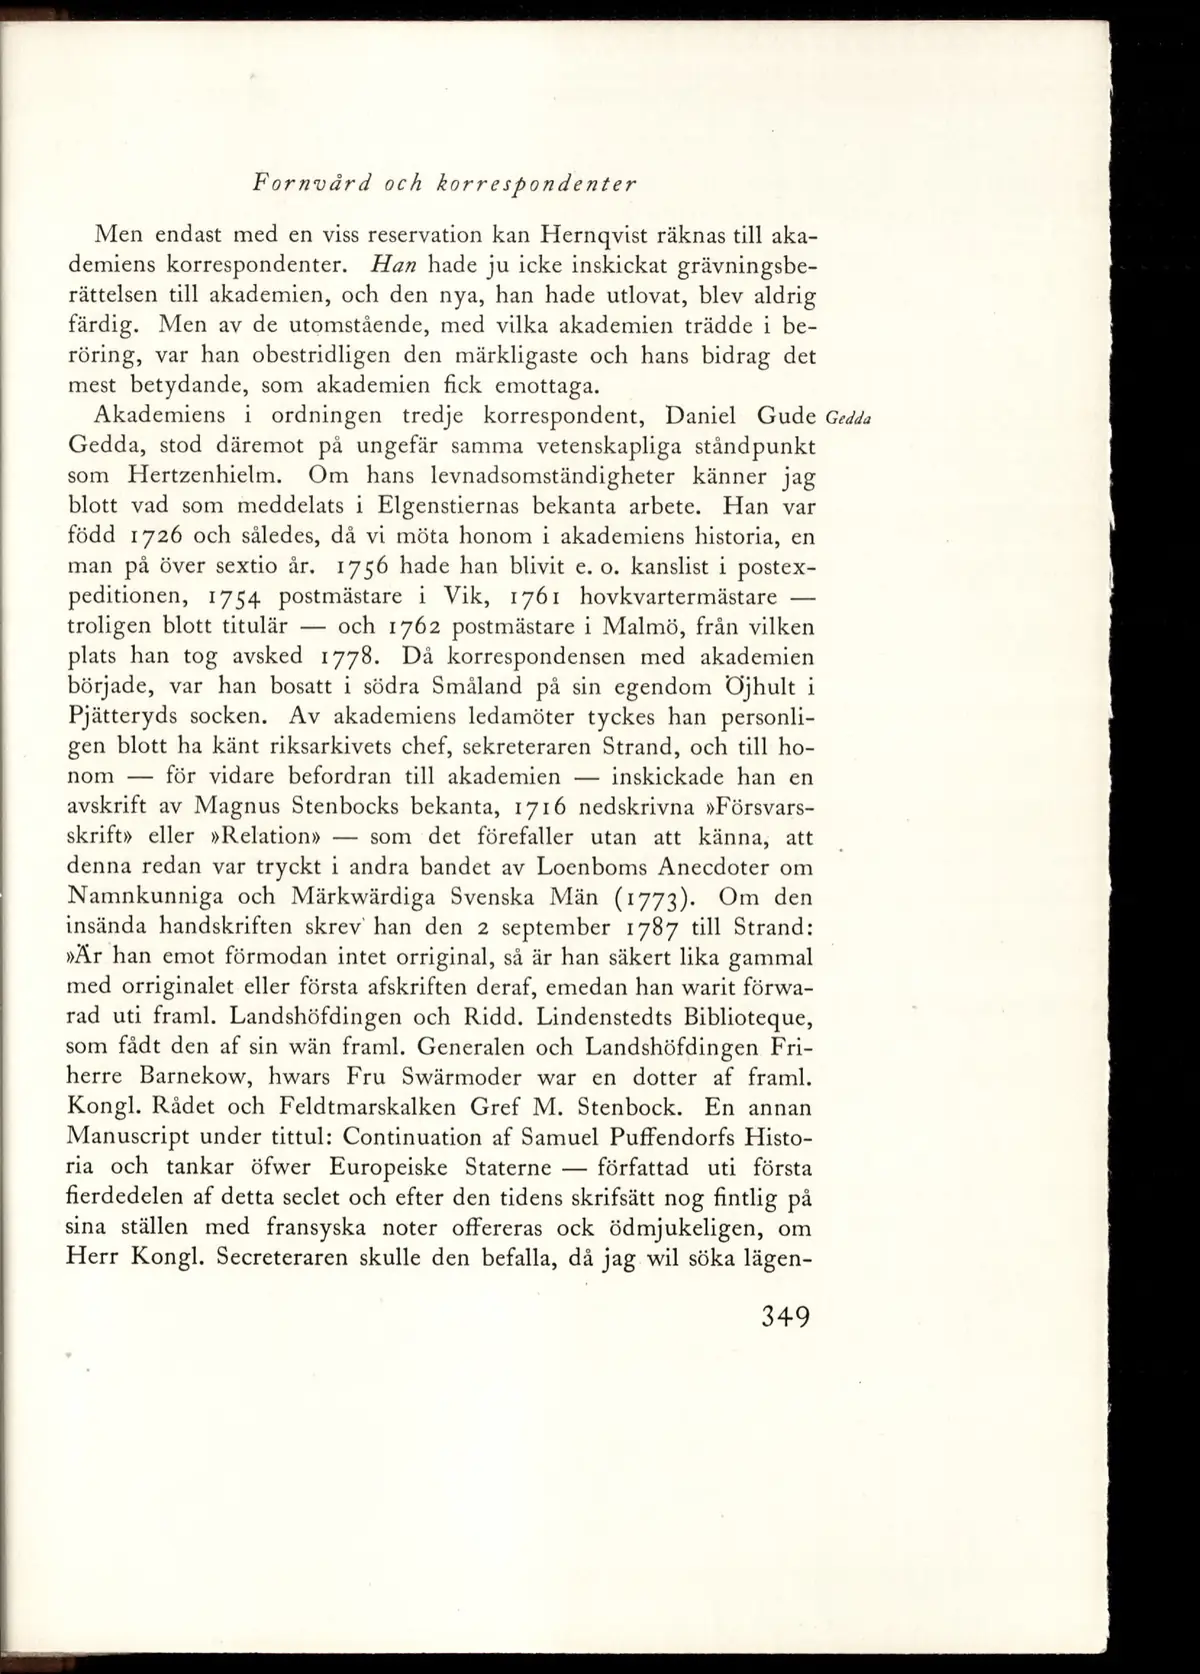 Fornvård och korrespondenter
Men endast med en viss reservation kan Hernqvist räknas till aka-
demiens korrespondenter. Han hade ju icke inskickat grävningsbe-
rättelsen till akademien, och den nya, han hade utlovat, blev aldrig
färdig. Men av de utomstående, med vilka akademien trädde i be-
röring, var han obestridligen den märkligaste och hans bidrag det
mest betydande, som akademien fick emottaga.
Akademiens i ordningen tredje korrespondent, Daniel Gude Gedda
Gedda, stod däremot på ungefär samma vetenskapliga ståndpunkt
som Hertzenhielm. Om hans levnadsomständigheter känner jag
blott vad som meddelats i Elgenstiernas bekanta arbete. Han var
född 1726 och således, då vi möta honom i akademiens historia, en
man på över sextio år. 1756 hade han blivit e. o. kanslist i postex-
peditionen, 1754 postmästare i Vik, 1761 hovkvartermästare —
troligen blott titulär — och 1762 postmästare i Malmö, från vilken
plats han tog avsked 1778. Då korrespondensen med akademien
började, var han bosatt i södra Småland på sin egendom Öjhult i
Pjätteryds socken. Av akademiens ledamöter tyckes han personli-
gen blott ha känt riksarkivets chef, sekreteraren Strand, och till ho-
nom — för vidare befordran till akademien — inskickade han en
avskrift av Magnus Stenbocks bekanta, 1716 nedskrivna »Försvars-
skrift» eller »Relation» — som det förefaller utan att känna, att
denna redan var tryckt i andra bandet av Loenboms Anecdoter om
Namnkunniga och Märkwärdiga Svenska Män (1773). Om den
insända handskriften skrev han den 2 september 1787 till Strand:
»Är han emot förmodan intet orriginal, så är han säkert lika gammal
med orriginalet eller första afskriften deraf, emedan han warit förwa-
rad uti framl. Landshöfdingen och Ridd. Lindenstedts Biblioteque,
som fådt den af sin wän framl. Generalen och Landshöfdingen Fri-
herre Barnekow, hwars Fru Swärmoder war en dotter af framl.
Kongl. Rådet och Feldtmarskalken Gref M. Stenbock. En annan
Manuscript under tittul: Continuation af Samuel Puffendorfs Histo-
ria och tankar öfwer Europeiske Staterne — författad uti första
fierdedelen af detta seclet och efter den tidens skrifsätt nog fintlig på
sina ställen med fransyska noter offereras ock ödmjukeligen, om
Herr Kongl. Secreteraren skulle den befalla, då jag wil söka lägen-
349